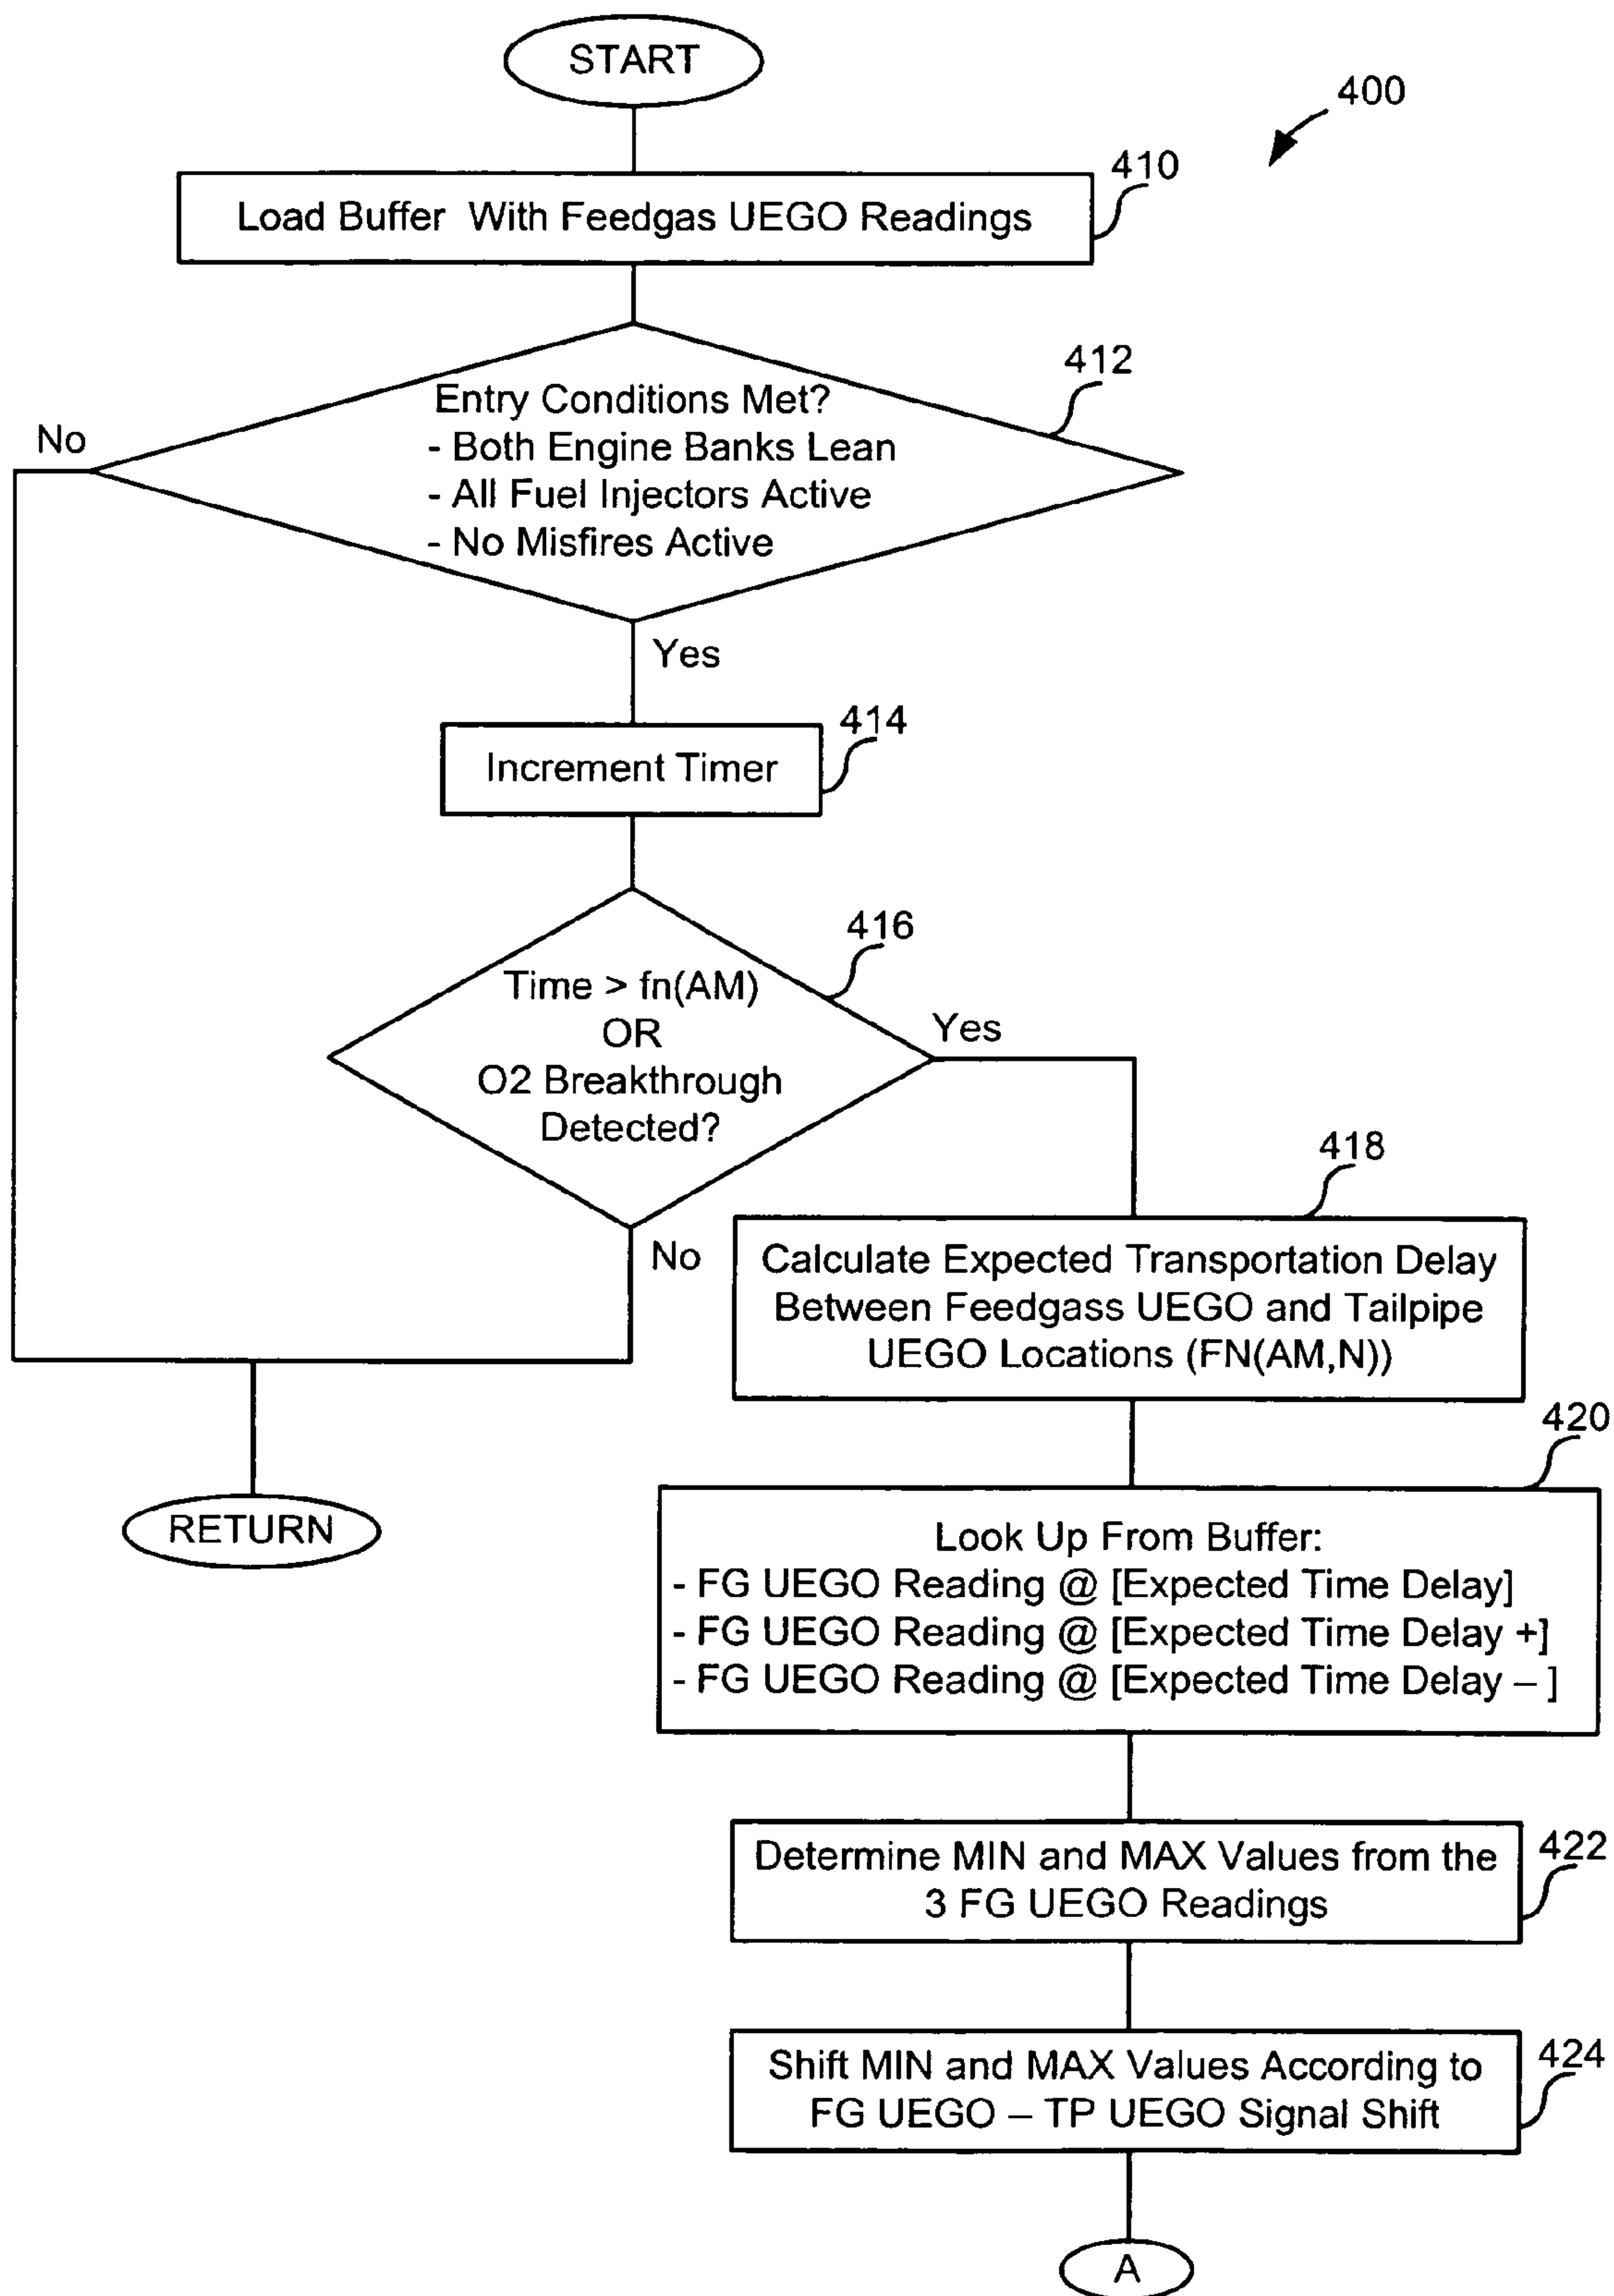 START
400
410
Load Buffer With Feedgas UEGO Readings
412
Entry Conditions Met?
- Both Engine Banks Lean
- All Fuel Injectors Active
- No Misfires Active
No
Yes
414
Increment Timer
416
Time > fn(AM)
OR
O2 Breakthrough
Detected?
Yes
No
418
Calculate Expected Transportation Delay
Between Feedgass UEGO and Tailpipe
UEGO Locations (FN(AM,N))
RETURN
420
Look Up From Buffer:
- FG UEGO Reading @ [Expected Time Delay]
- FG UEGO Reading @ [Expected Time Delay +]
- FG UEGO Reading @ [Expected Time Delay – ]
422
Determine MIN and MAX Values from the
3 FG UEGO Readings
424
Shift MIN and MAX Values According to
FG UEGO – TP UEGO Signal Shift
A